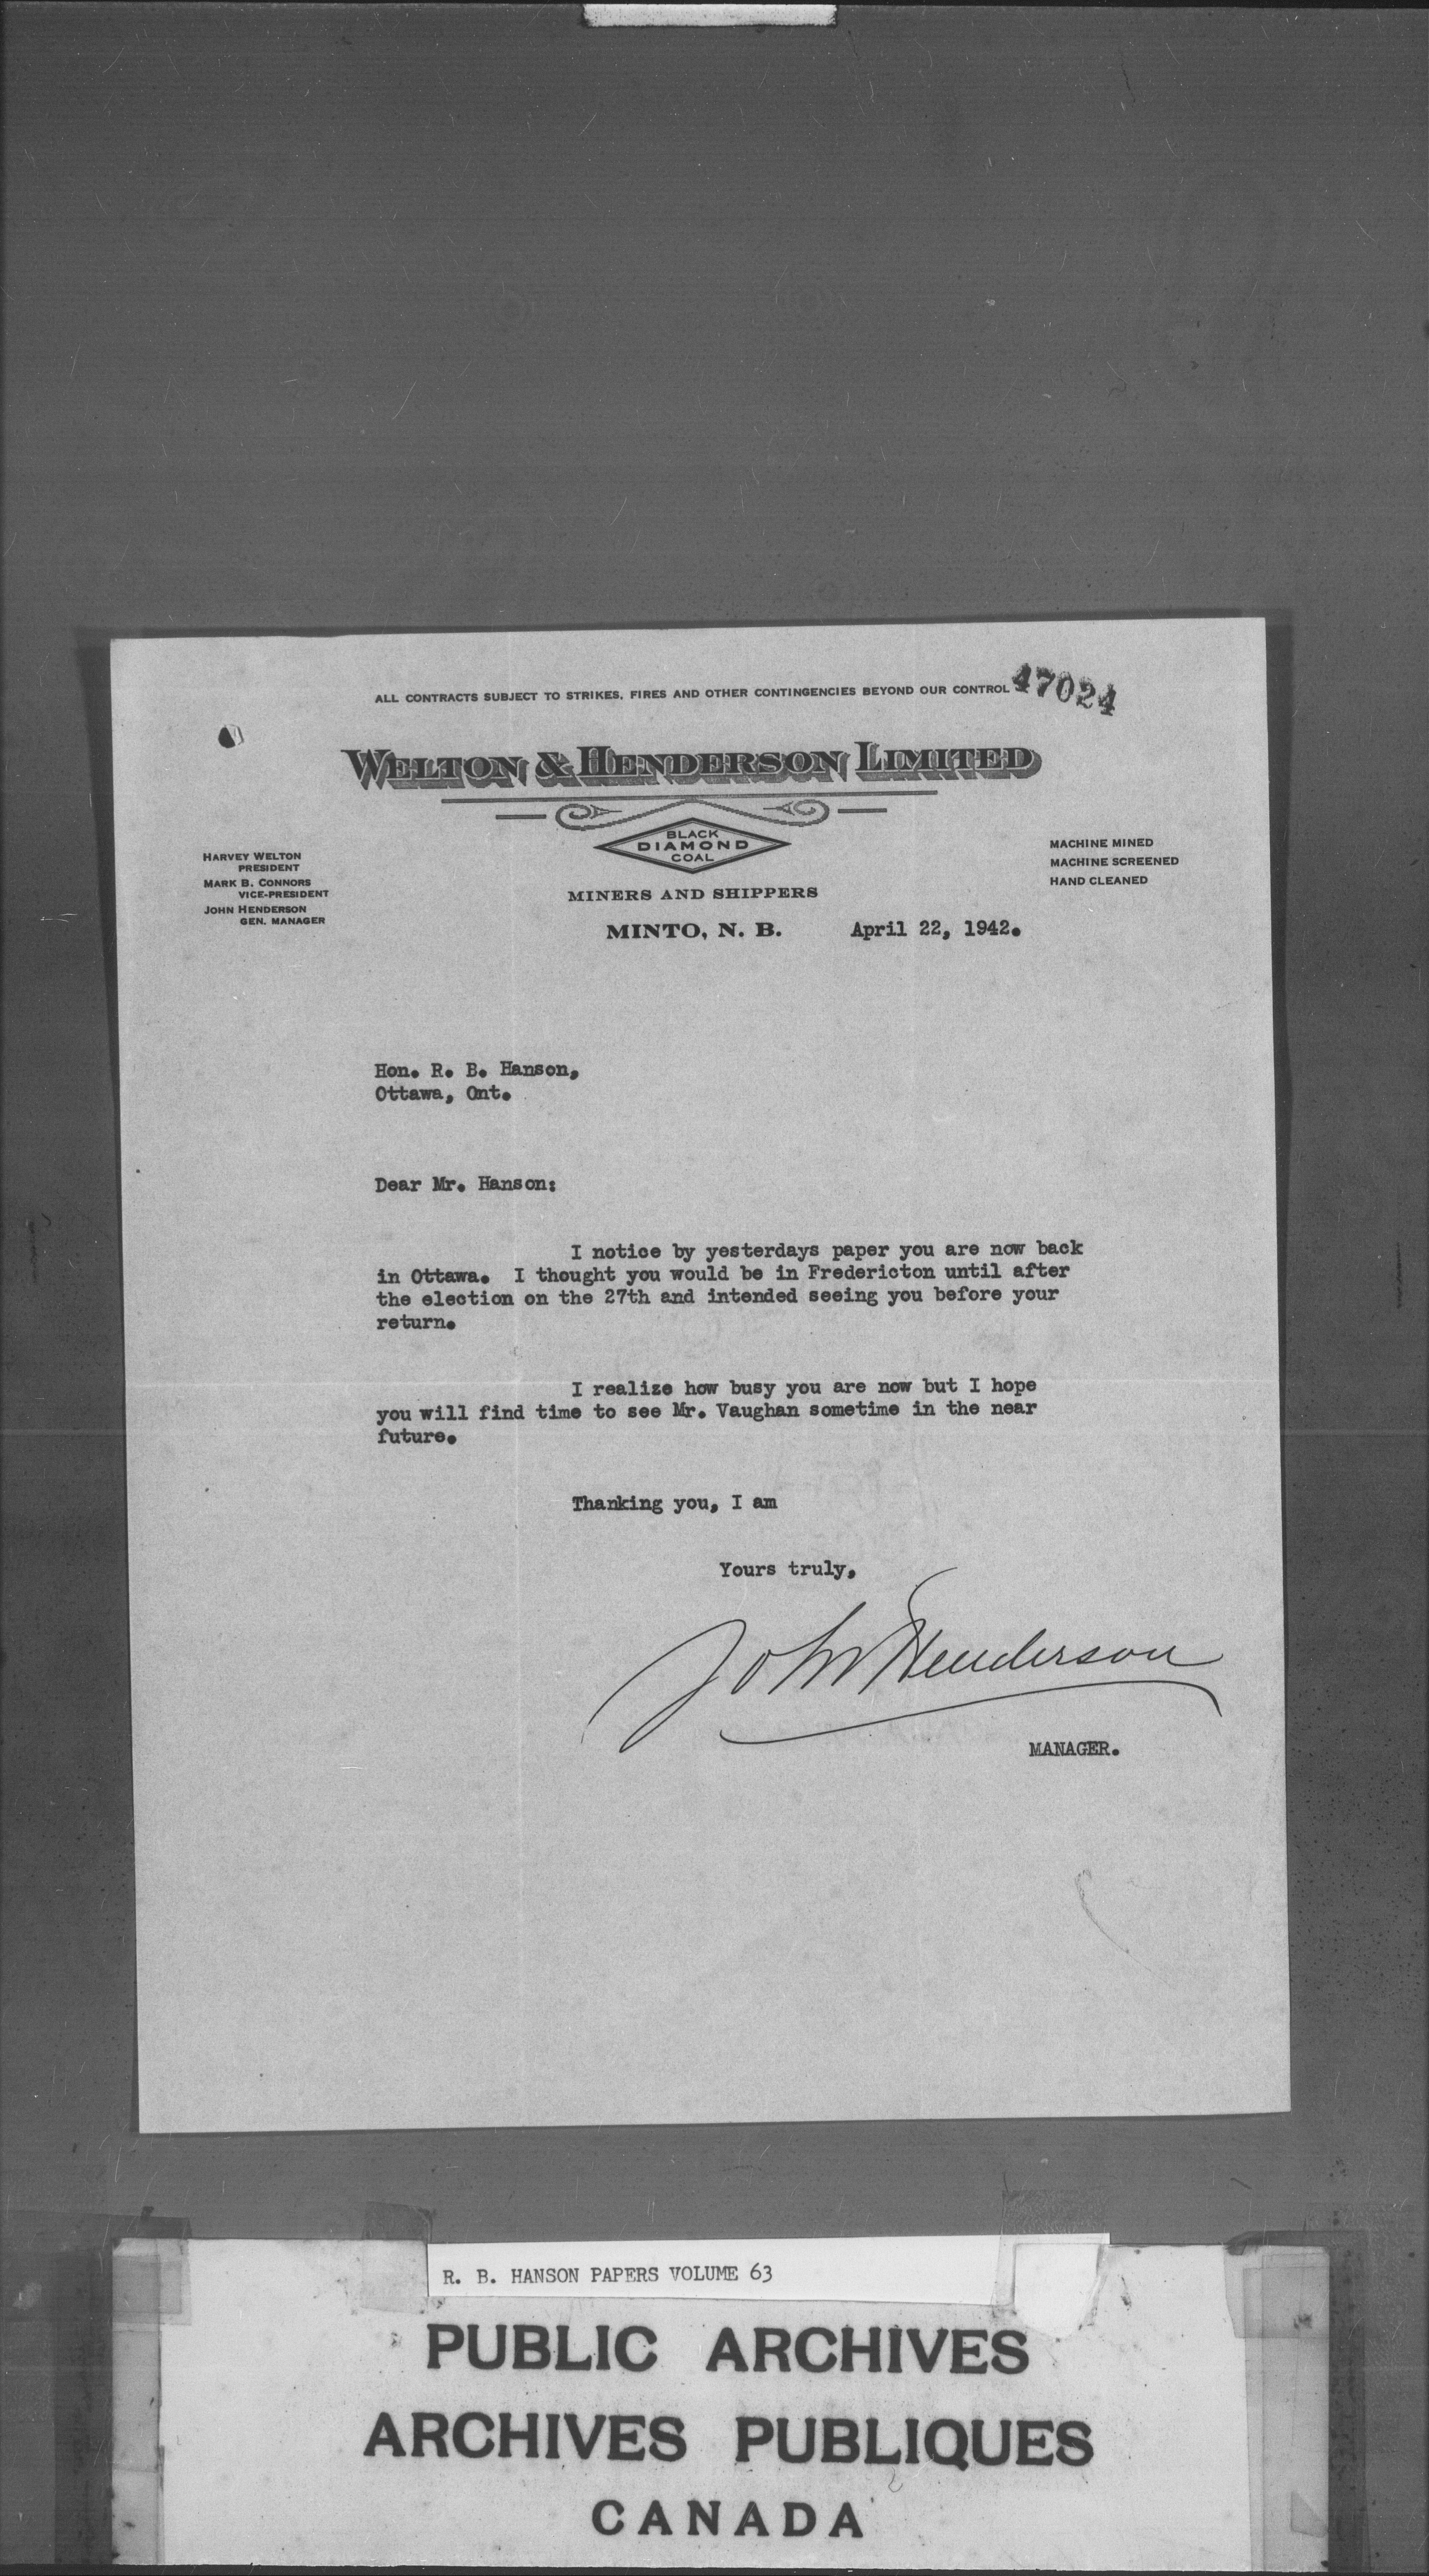 ALL CONTRACTS SUBJECT TO STRIKES, FIRES AND OTHER CONTINGENCIES BEYOND OUR CONTROL
47024
WELTON & HENDERSON LIMITED
BLACK
DIAMOND
COAL
HARVEY WELTON
PRESIDENT
MARK B. CONNORS
VICE-PRESIDENT
JOHN HENDERSON
GEN. MANAGER
MACHINE MINED
MACHINE SCREENED
HAND CLEANED
MINERS AND SHIPPERS
MINTO, N. B. April 22, 1942.
Hon. R. B. Hanson,
Ottawa, Ont.
Dear Mr. Hanson:
I notice by yesterdays paper you are now back
in Ottawa. I thought you would be in Fredericton until after
the election on the 27th and intended seeing you before your
return.
I realize how busy you are now but I hope
you will find time to see Mr. Vaughan sometime in the near
future.
Thanking you, I am
Yours truly,
John Henderson
MANAGER.
R. B. HANSON PAPERS VOLUME 63
PUBLIC ARCHIVES
ARCHIVES PUBLIQUES
CANADA